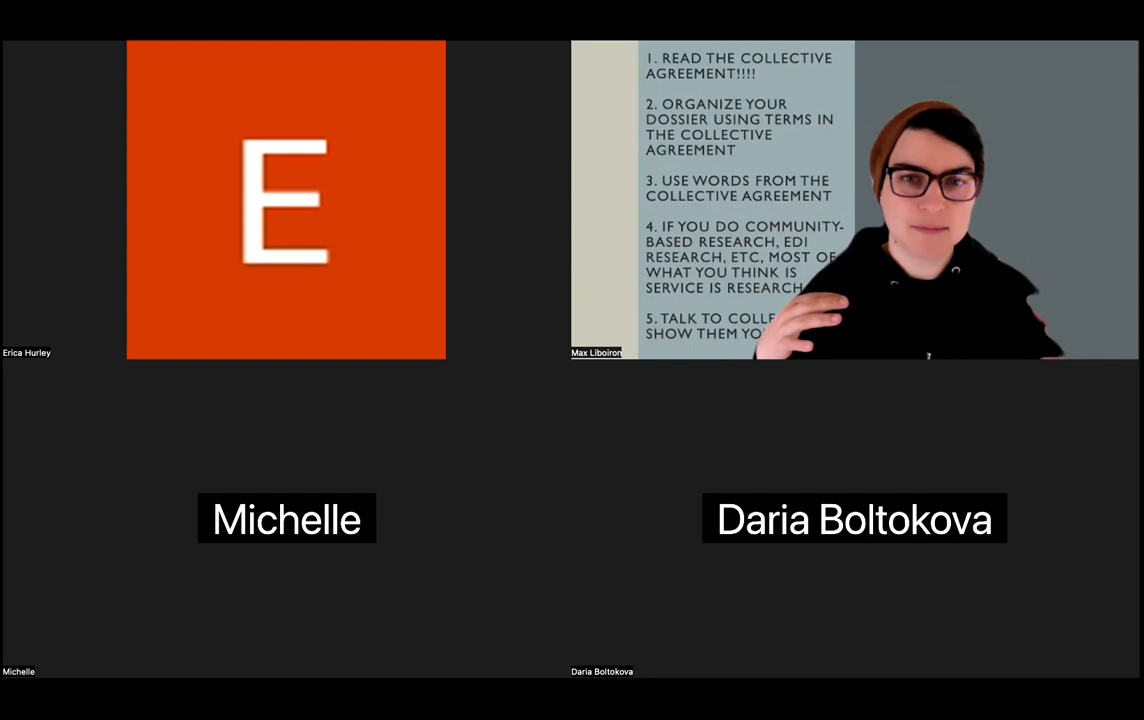 E
Erica Hurley
1. READ THE COLLECTIVE
AGREEMENT!!!!
2. ORGANIZE YOUR
DOSSIER USING TERMS IN
THE COLLECTIVE
AGREEMENT
3. USE WORDS FROM THE
COLLECTIVE AGREEMENT
4. IF YOU DO COMMUNITY-
BASED RESEARCH, EDI
RESEARCH, ETC, MOST OF
WHAT YOU THINK IS
SERVICE IS RESEARCH
5. TALK TO
SHOW THEM
Max Liboiron
Michelle
Michelle
Daria Boltokova
Daria Boltokova